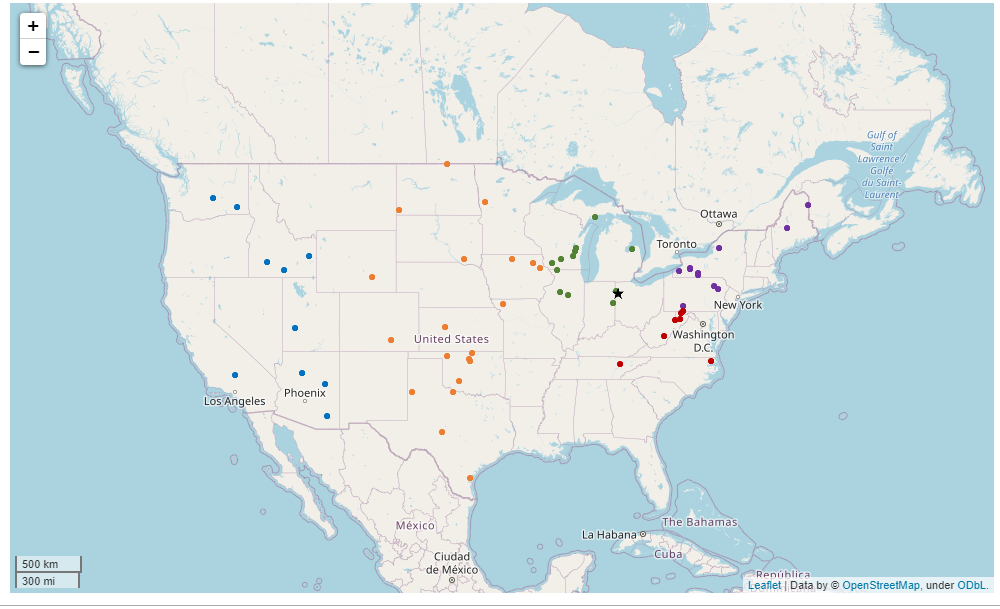 +
−
Gulf of
Saint
Lawrence /
Golfe
du Saint-
Laurent
Ottawa
Toronto
New York
United States
Washington
D.C.
Phoenix
Los Angeles
México
La Habana
The Bahamas
Cuba
Ciudad
de México
República
500 km
300 mi
Leaflet | Data by © OpenStreetMap, under ODbL.